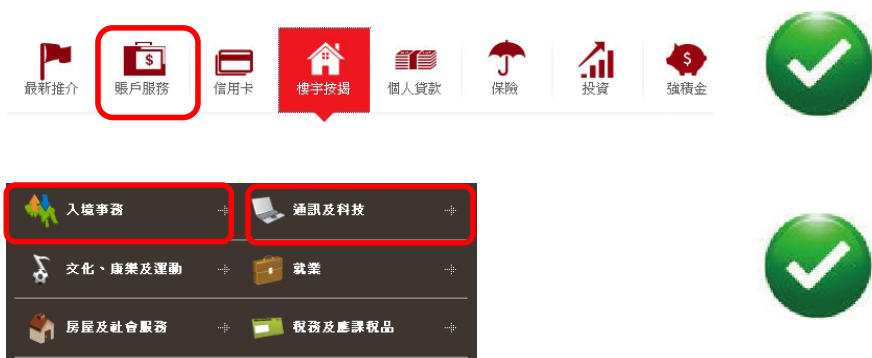 最新推介 賬戶服務 信用卡 樓宇按揭 個人貸款 保險 投資 強積金
入境事務 通訊及科技
文化、康樂及運動 就業
房屋及社會服務 稅務及應課稅品